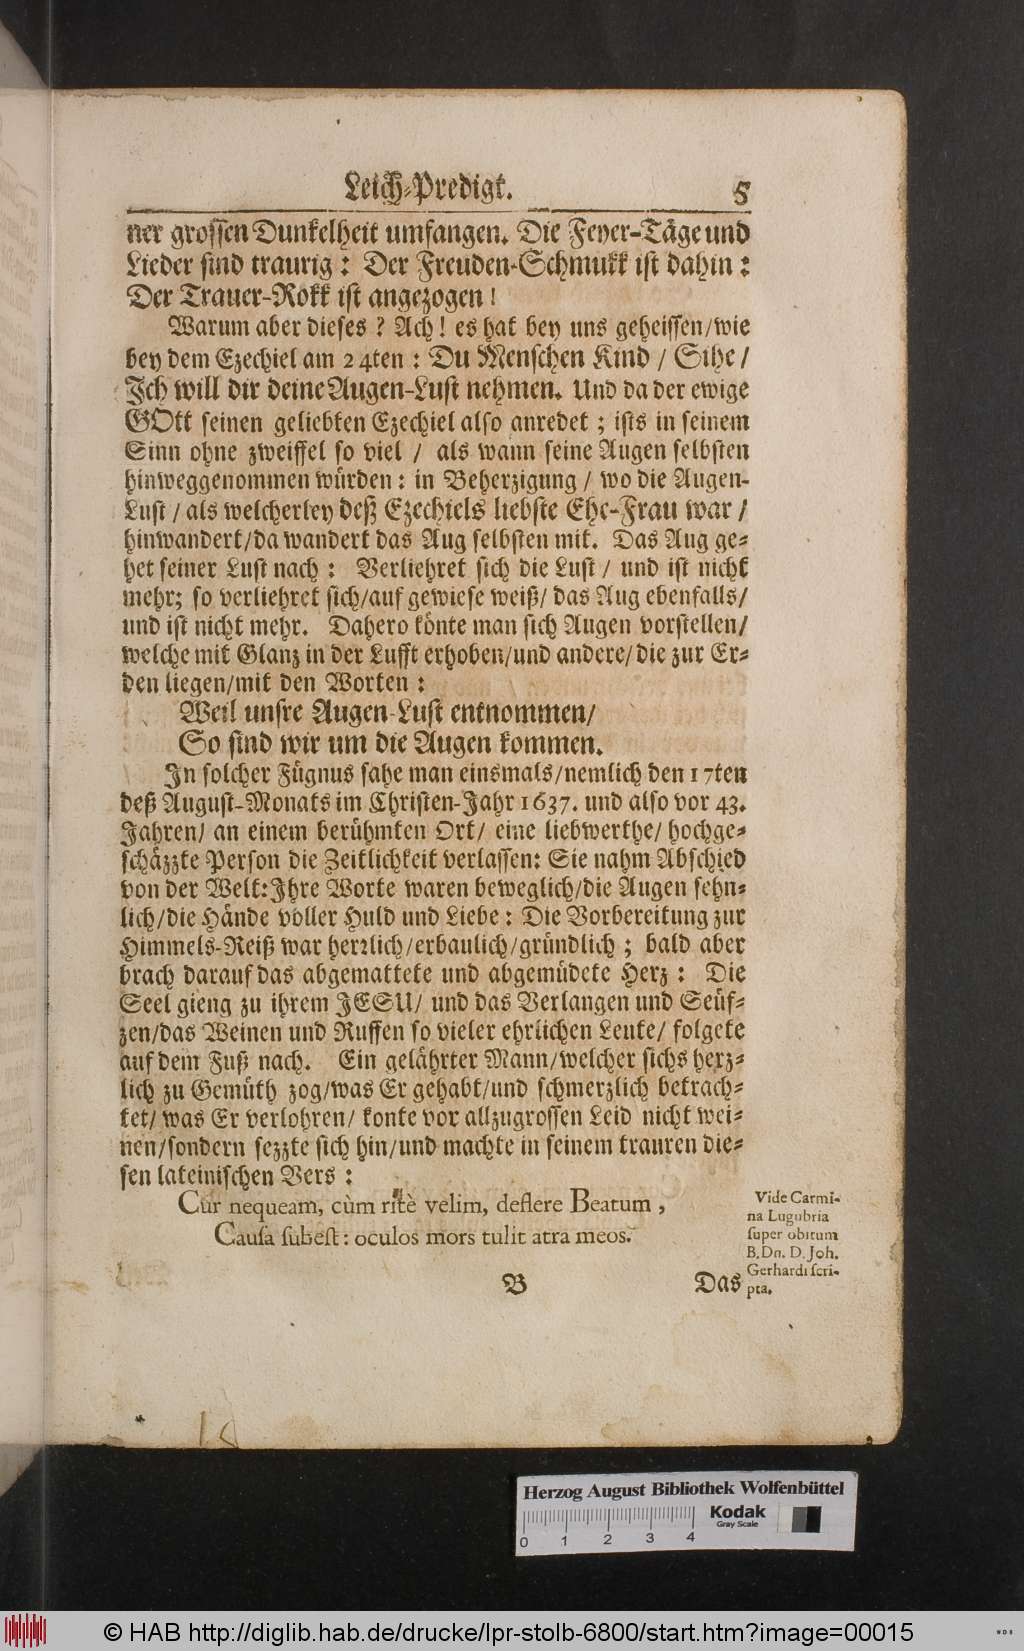 Leich-Predigt. 5
ner grossen Dunkelheit umfangen. Die Feyer-Täge und
Lieder sind traurig: Der Freuden-Schmukk ist dahin:
Der Trauer-Rokk ist angezogen!
Warum aber dieses? Ach! es hat bey uns geheissen/wie
bey dem Ezechiel am 24ten: Du Menschen Kind/ Sihe/
Ich will dir deine Augen-Lust nehmen. Und da der ewige
GOtt seinen geliebten Ezechiel also anredet; ists in seinem
Sinn ohne zweiffel so viel/ als wann seine Augen selbsten
hinweggenommen würden: in Beherzigung/ wo die Augen-
Lust/ als welcherley deß Ezechiels liebste Ehe-Frau war/
hinwandert/da wandert das Aug selbsten mit. Das Aug ge-
het seiner Lust nach: Verliehret sich die Lust/ und ist nicht
mehr; so verliehret sich/auf gewiese weiß/ das Aug ebenfalls/
und ist nicht mehr. Dahero könte man sich Augen vorstellen/
welche mit Glanz in der Lufft erhoben/und andere/ die zur Er-
den liegen/mit den Worten:
Weil unsre Augen-Lust entnommen/
So sind wir um die Augen kommen.
In solcher Fügnus sahe man einsmals/nemlich den 17ten
deß August-Monats im Christen-Jahr 1637. und also vor 43.
Jahren/ an einem berühmten Ort/ eine liebwerthe/ hochge-
schäzzte Person die Zeitlichkeit verlassen: Sie nahm Abschied
von der Welt: Ihre Worte waren beweglich/die Augen sehn-
lich/die Hände voller Huld und Liebe: Die Vorbereitung zur
Himmels-Reiß war herrlich/erbaulich/gründlich; bald aber
brach darauf das abgemattete und abgemüdete Herz: Die
Seel gieng zu ihrem JESU/ und das Verlangen und Seüf-
zen/das Weinen und Ruffen so vieler ehrlichen Leute/ folgete
auf dem Fuß nach. Ein gelährter Mann/welcher sichs herz-
lich zu Gemüth zog/was Er gehabt/und schmerzlich betrach-
tet/ was Er verlohren/ konte vor allzugrossen Leid nicht wei-
nen/sondern sezzte sich hin/und machte in seinem trauren die-
sen lateinischen Vers:
Cur nequeam, cùm ritè velim, deflere Beatum,
Causa subest: oculos mors tulit atra meos.
Vide Carmi-
na Lugubria
super obitum
B. Dn. D. Joh.
Gerhardi scri-
pta.
B Das
Herzog August Bibliothek Wolfenbüttel
Kodak
Gray Scale
0 1 2 3 4
© HAB http://diglib.hab.de/drucke/lpr-stolb-6800/start.htm?image=00015